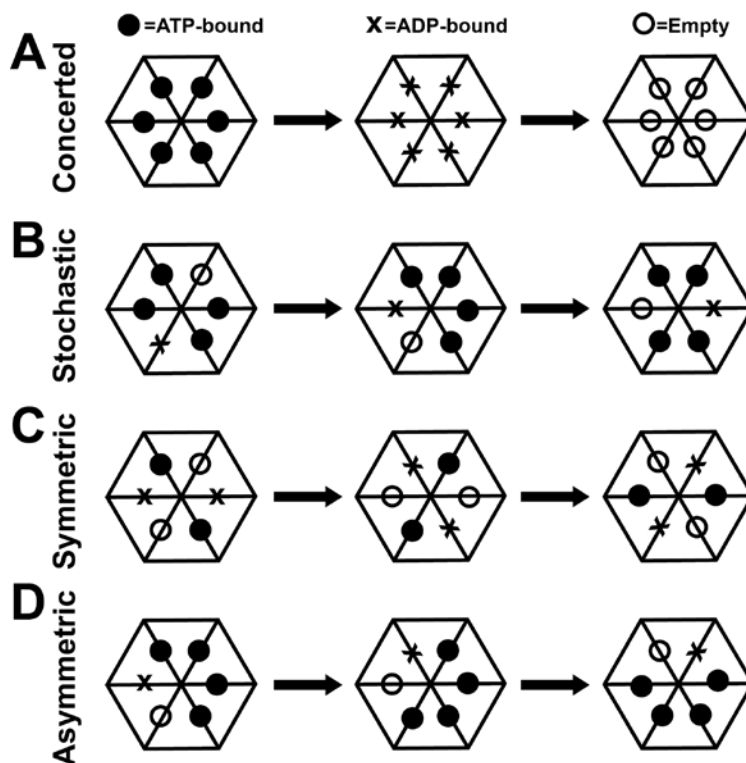 ●=ATP-bound x=ADP-bound O=Empty
A Concerted
B Stochastic
C Symmetric
D Asymmetric